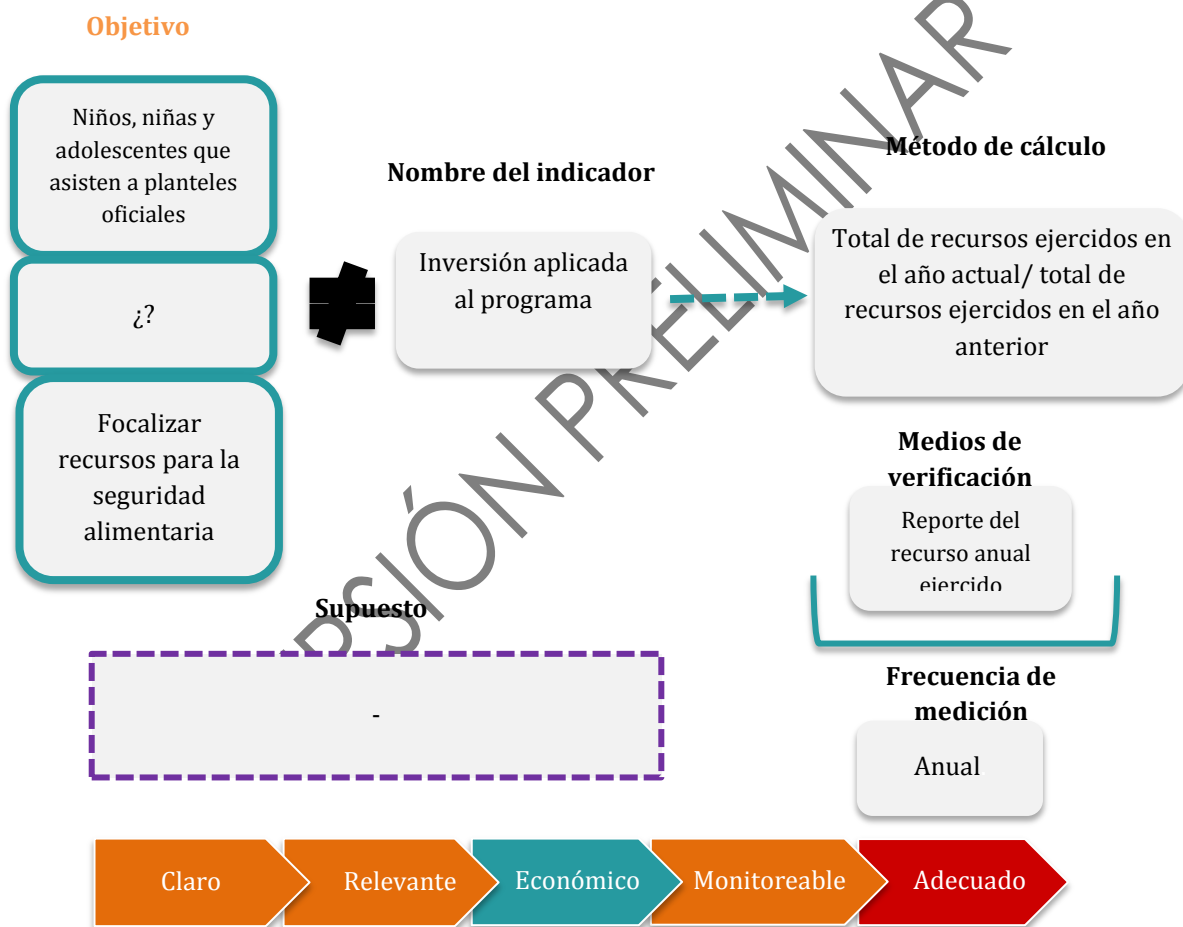 Objetivo
Niños, niñas y
adolescentes que
asisten a planteles
oficiales
¿?
Focalizar
recursos para la
seguridad
alimentaria
Nombre del indicador
Inversión aplicada
al programa
Método de cálculo
Total de recursos ejercidos en
el año actual/ total de
recursos ejercidos en el año
anterior
Medios de
verificación
Reporte del
recurso anual
ejercido
Supuesto
-
Frecuencia de
medición
Anual
Claro
Relevante
Económico
Monitoreable
Adecuado
RSIÓN PRELIMINAR